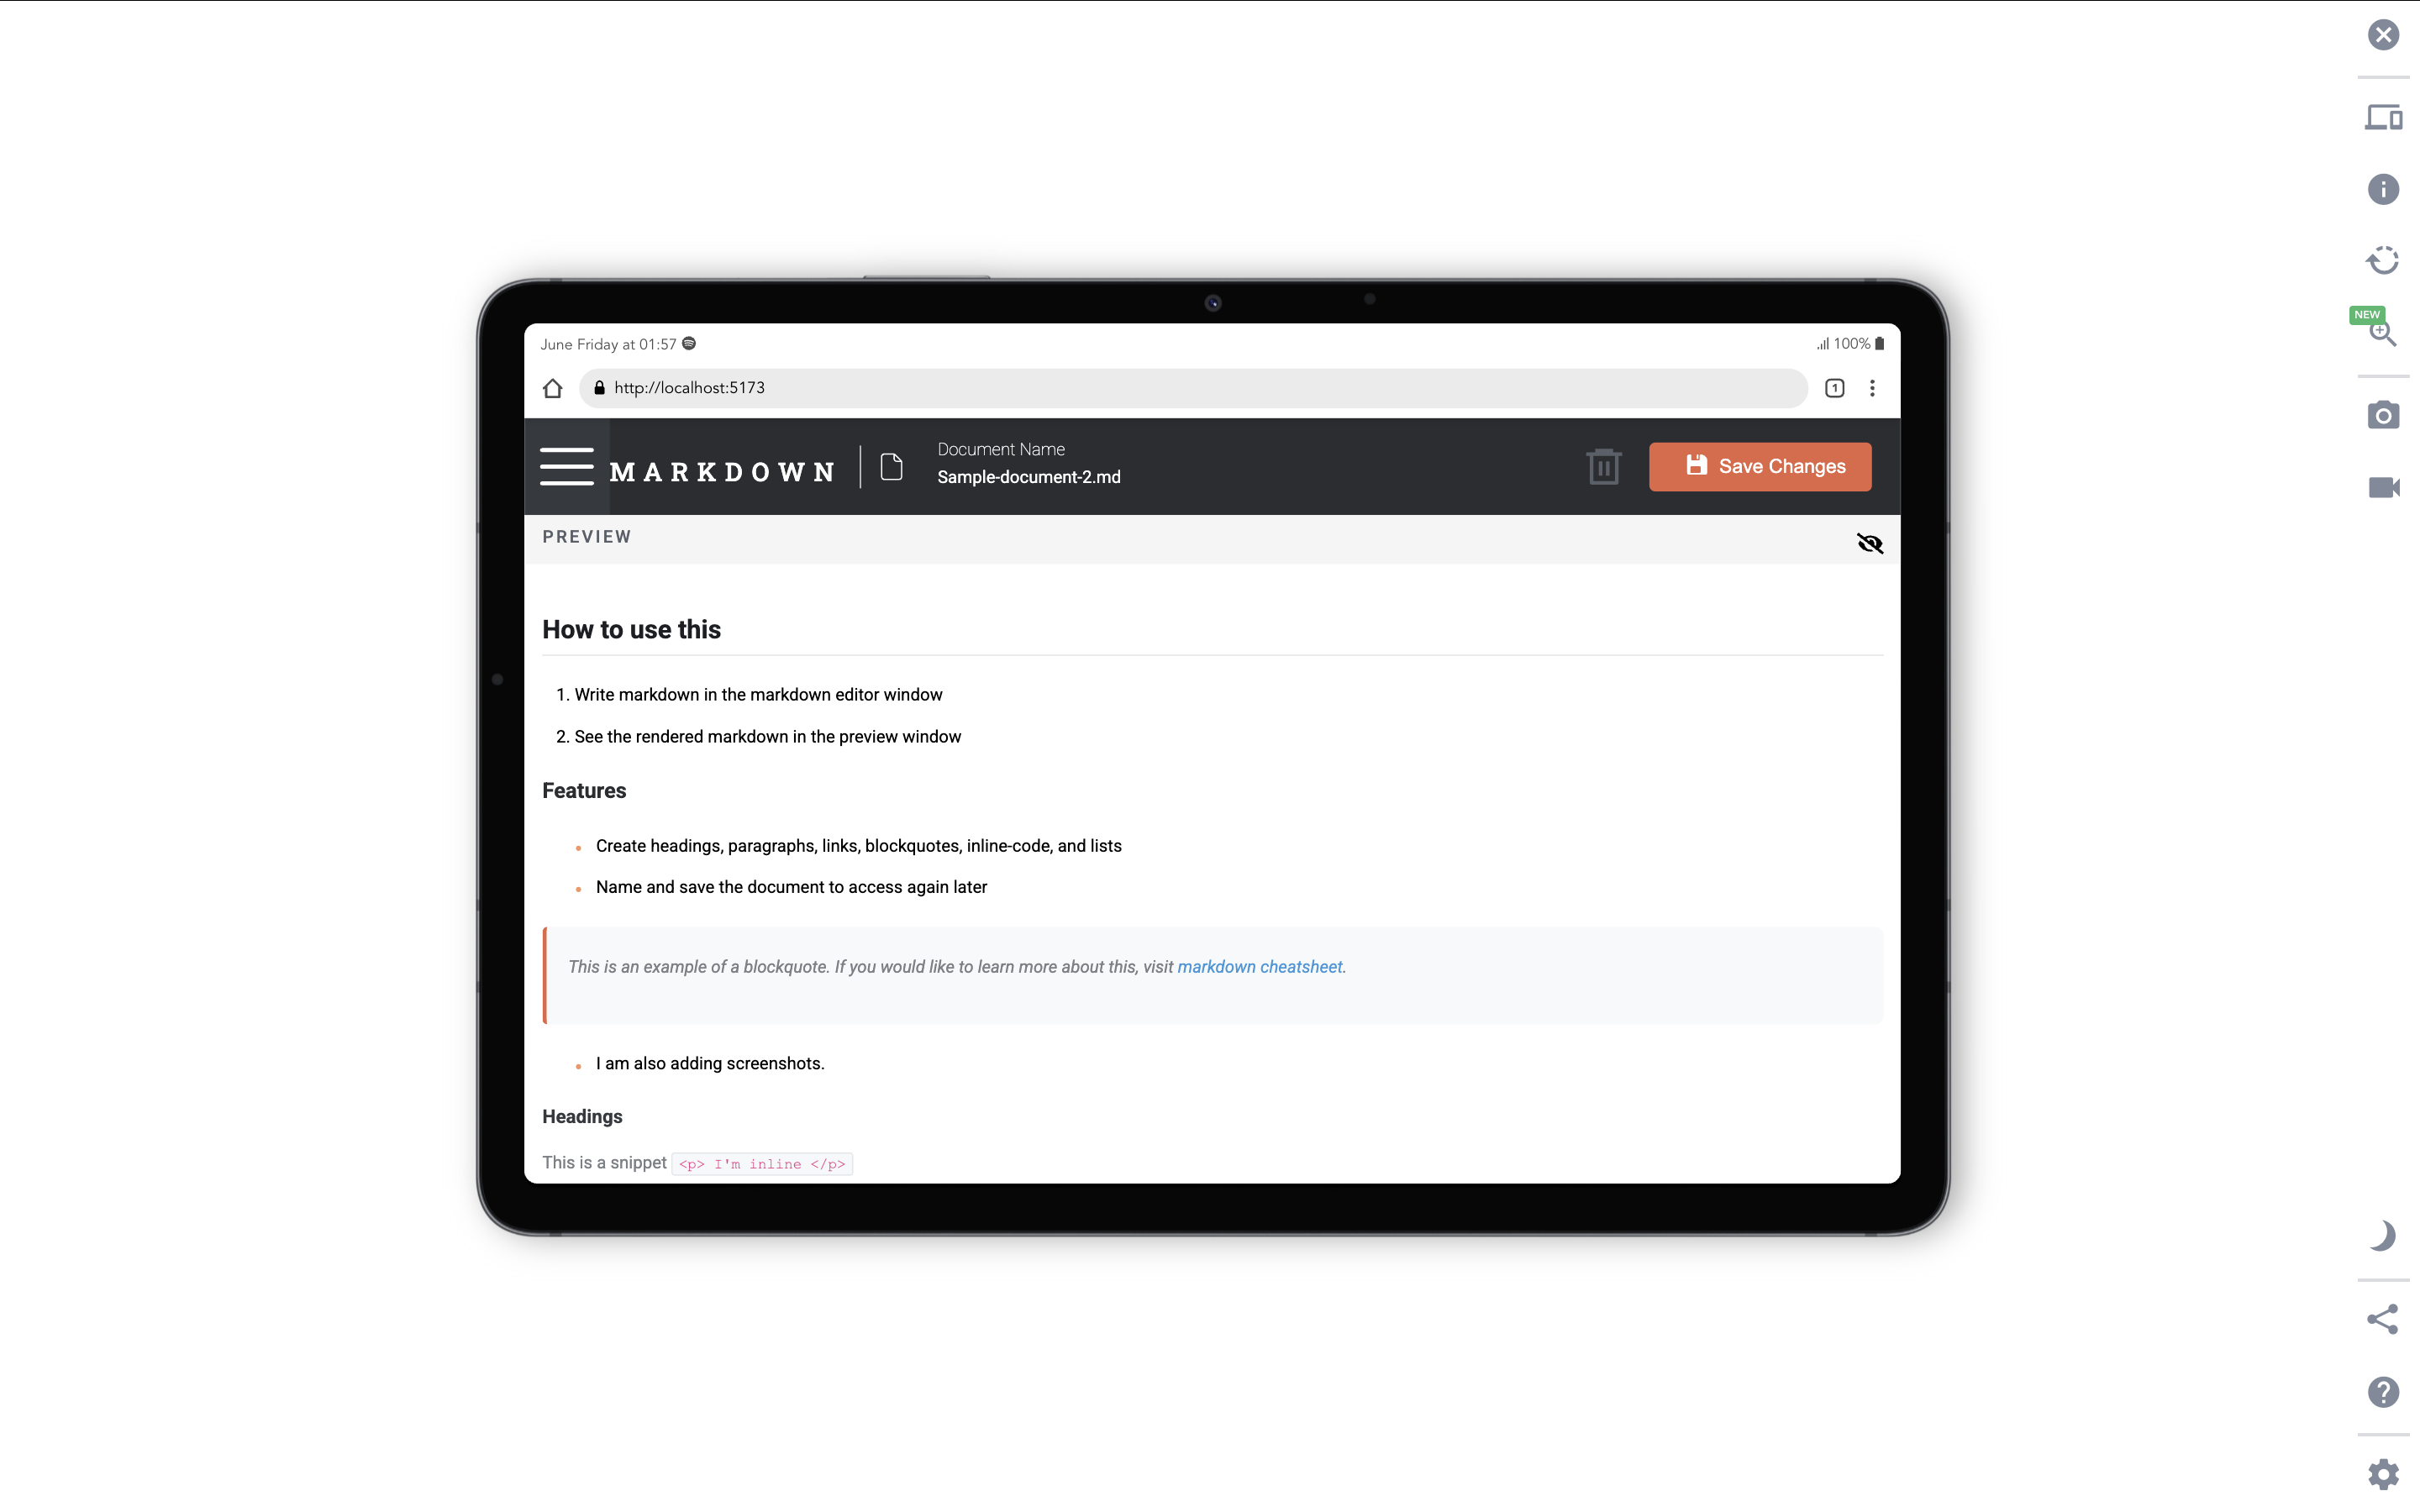 NEW
June Friday at 01:57
100%
http://localhost:5173
1
MARKDOWN
Document Name
Sample-document-2.md
Save Changes
PREVIEW
How to use this
1. Write markdown in the markdown editor window
2. See the rendered markdown in the preview window
Features
Create headings, paragraphs, links, blockquotes, inline-code, and lists
Name and save the document to access again later
This is an example of a blockquote. If you would like to learn more about this, visit markdown cheatsheet.
I am also adding screenshots.
Headings
This is a snippet <p> I'm inline </p>